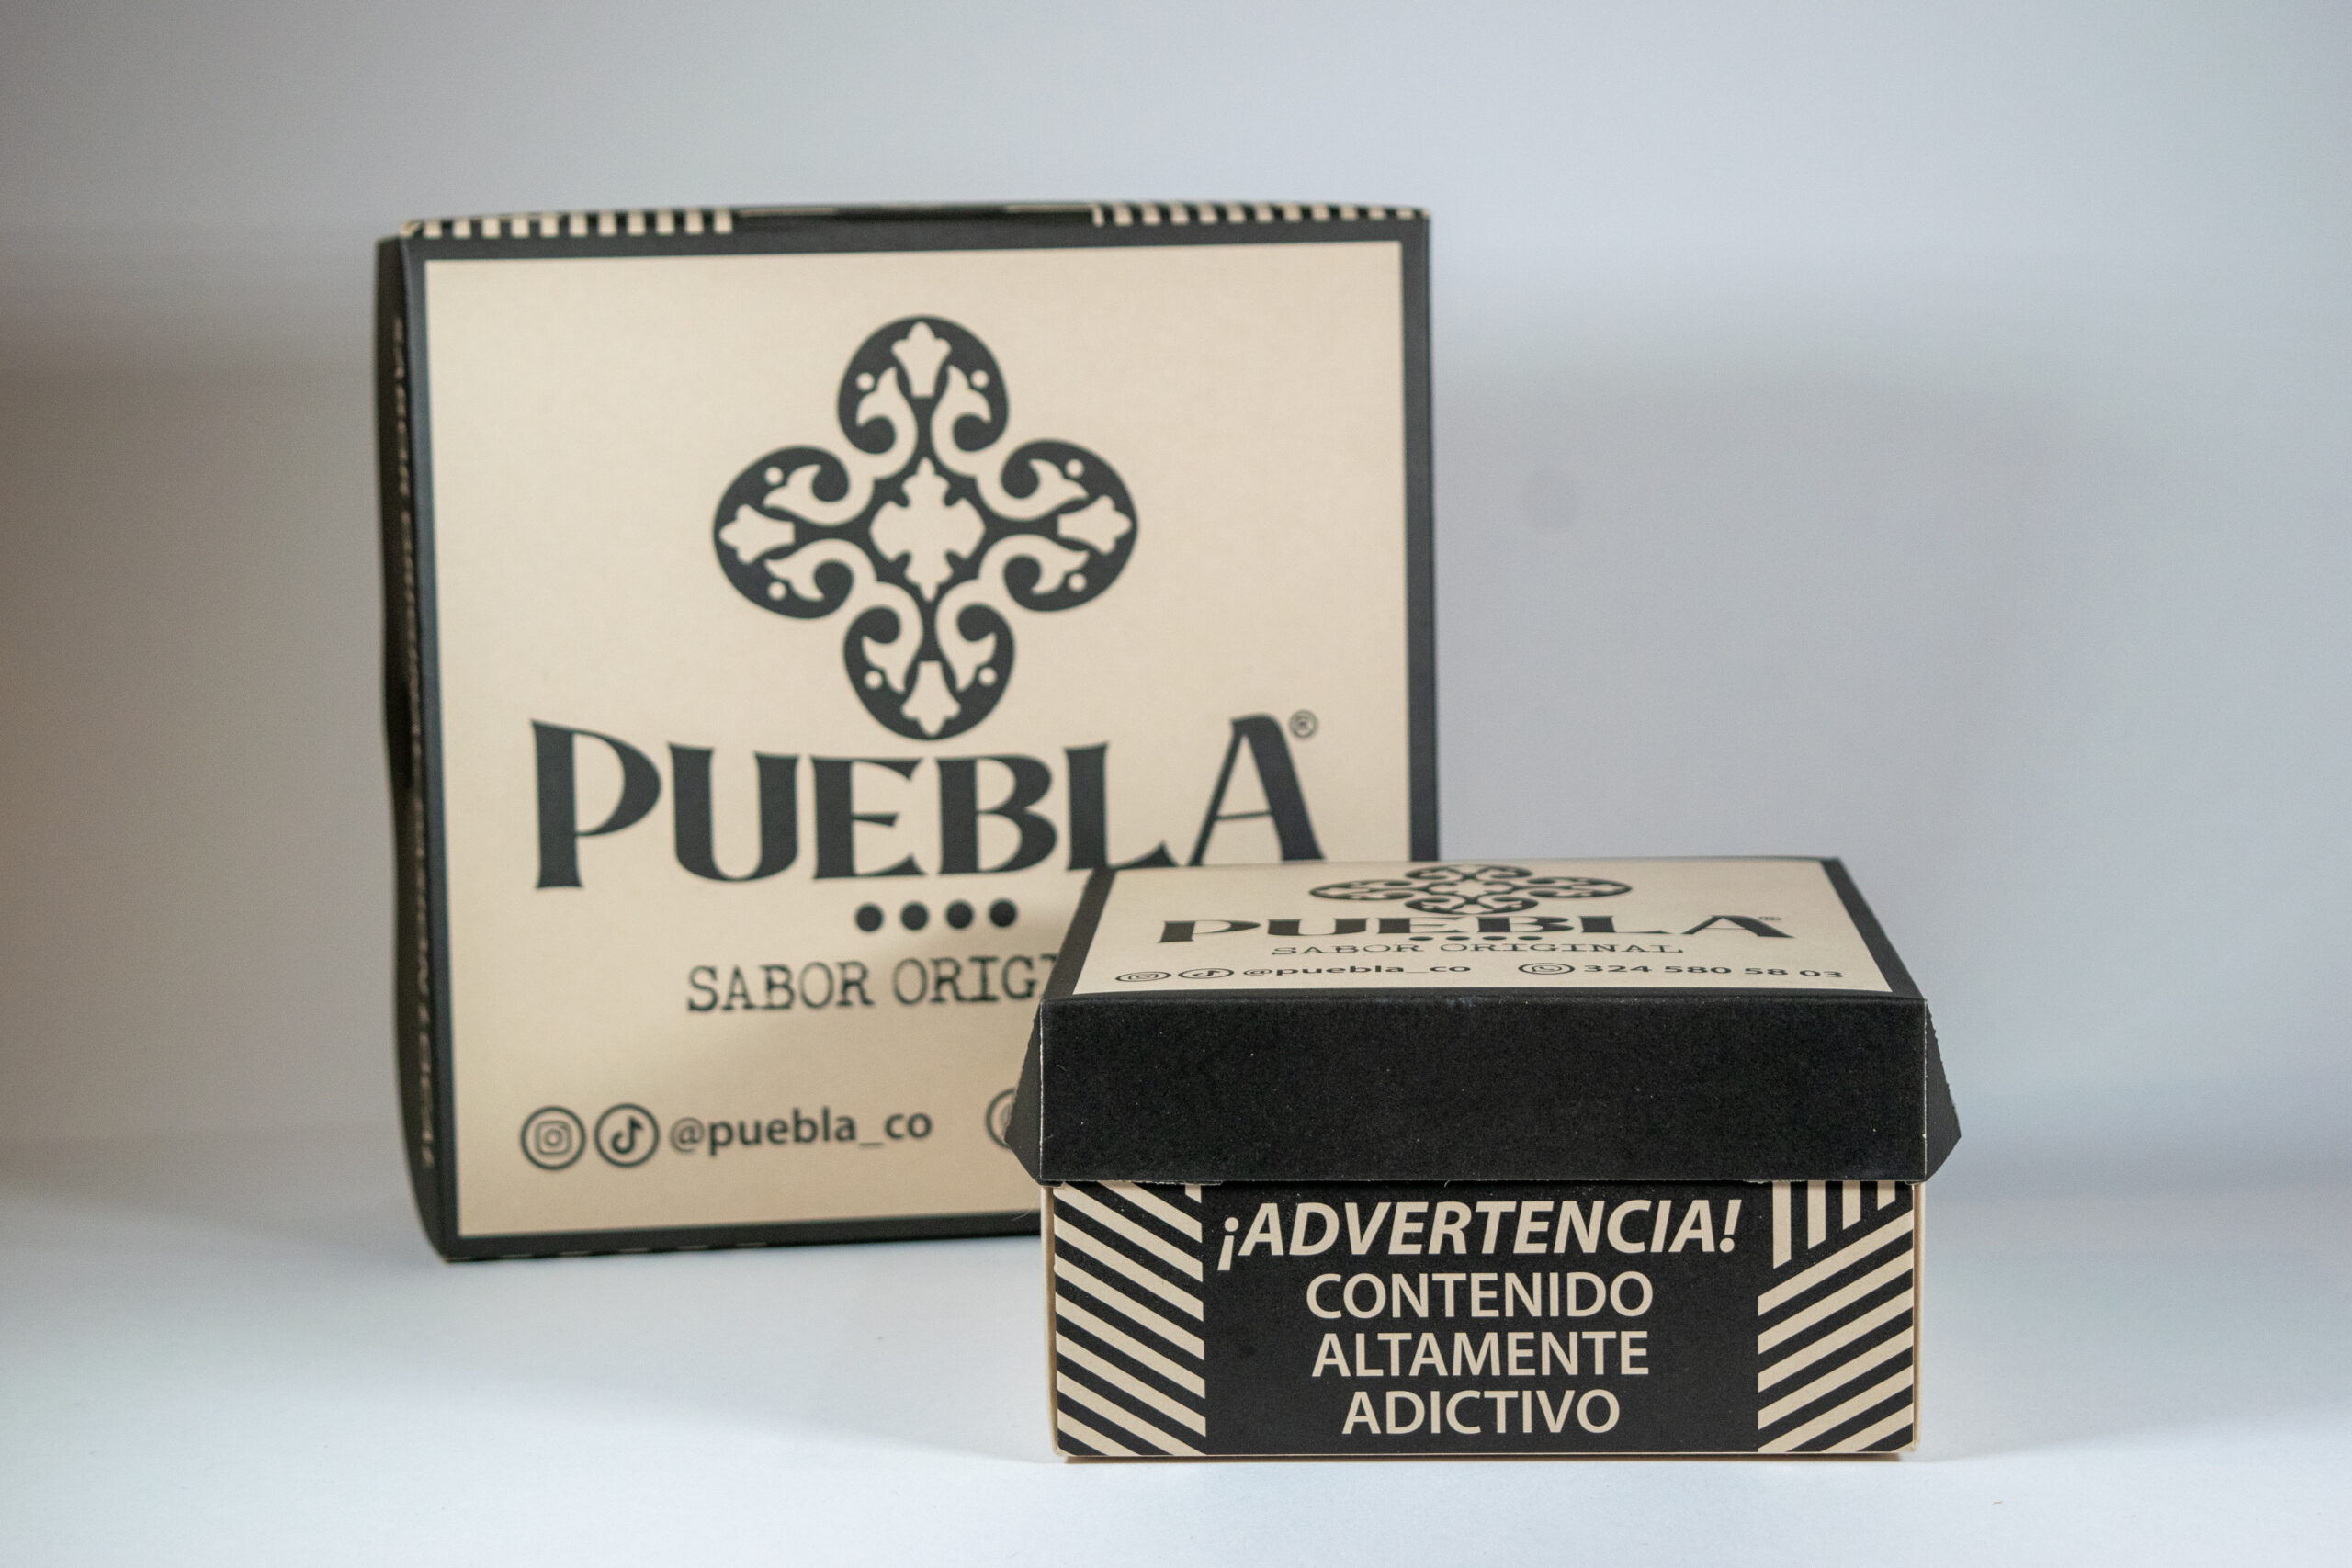 PUEBLA®
SABOR ORIG
@puebla_co
PUEBLA®
SABOR ORIGINAL
@puebla_co 324 580 58 03
¡ADVERTENCIA!
CONTENIDO
ALTAMENTE
ADICTIVO